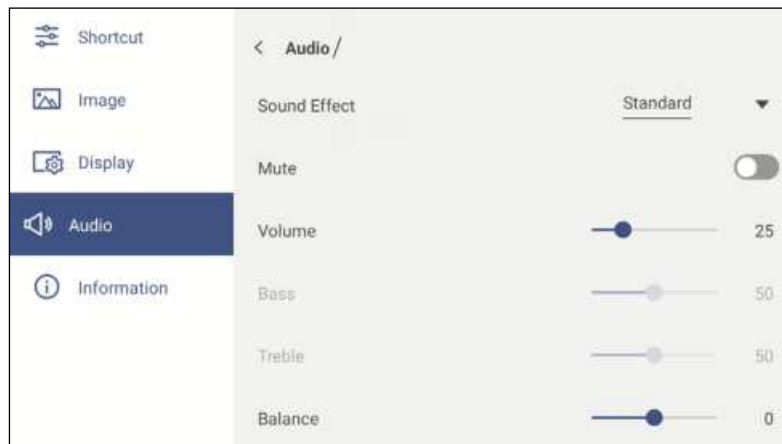 Shortcut
Image
Display
Audio
Information
Audio /
Sound Effect Standard
Mute
Volume 25
Bass 50
Treble 50
Balance 0